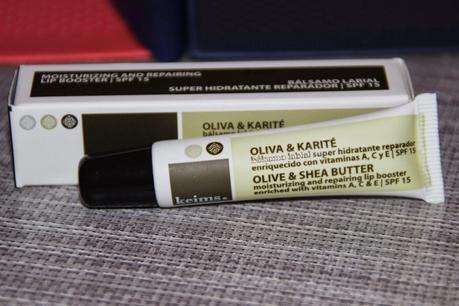 MOISTURIZING AND REPAIRING
LIP BOOSTER | SPF 15
BÁLSAMO LABIAL
SUPER HIDRATANTE REPARADOR | SPF 15
OLIVA & KARITÉ
bálsamo labial
OLIVA & KARITÉ
bálsamo labial super hidratante reparador
enriquecido con vitaminas A, C y E | SPF 15
OLIVE & SHEA BUTTER
moisturizing and repairing lip booster
enriched with vitamins A, C & E | SPF 15
keims.